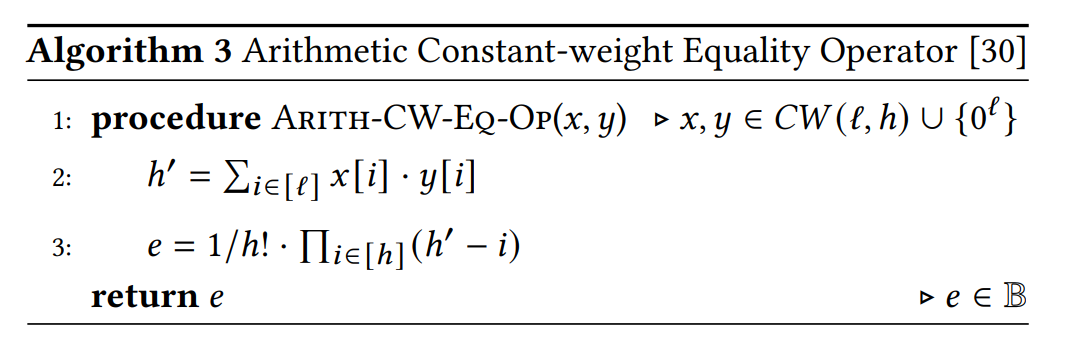 Algorithm 3 Arithmetic Constant-weight Equality Operator [30]
1: procedure Arith-CW-Eq-Op(x, y) ▹ x, y ∈ CW(ℓ, h) ∪ {0^ℓ}
2: h′ = ∑_{i∈[ℓ]} x[i] · y[i]
3: e = 1/h! · ∏_{i∈[h]}(h′ − i)
return e ▹ e ∈ 𝔹